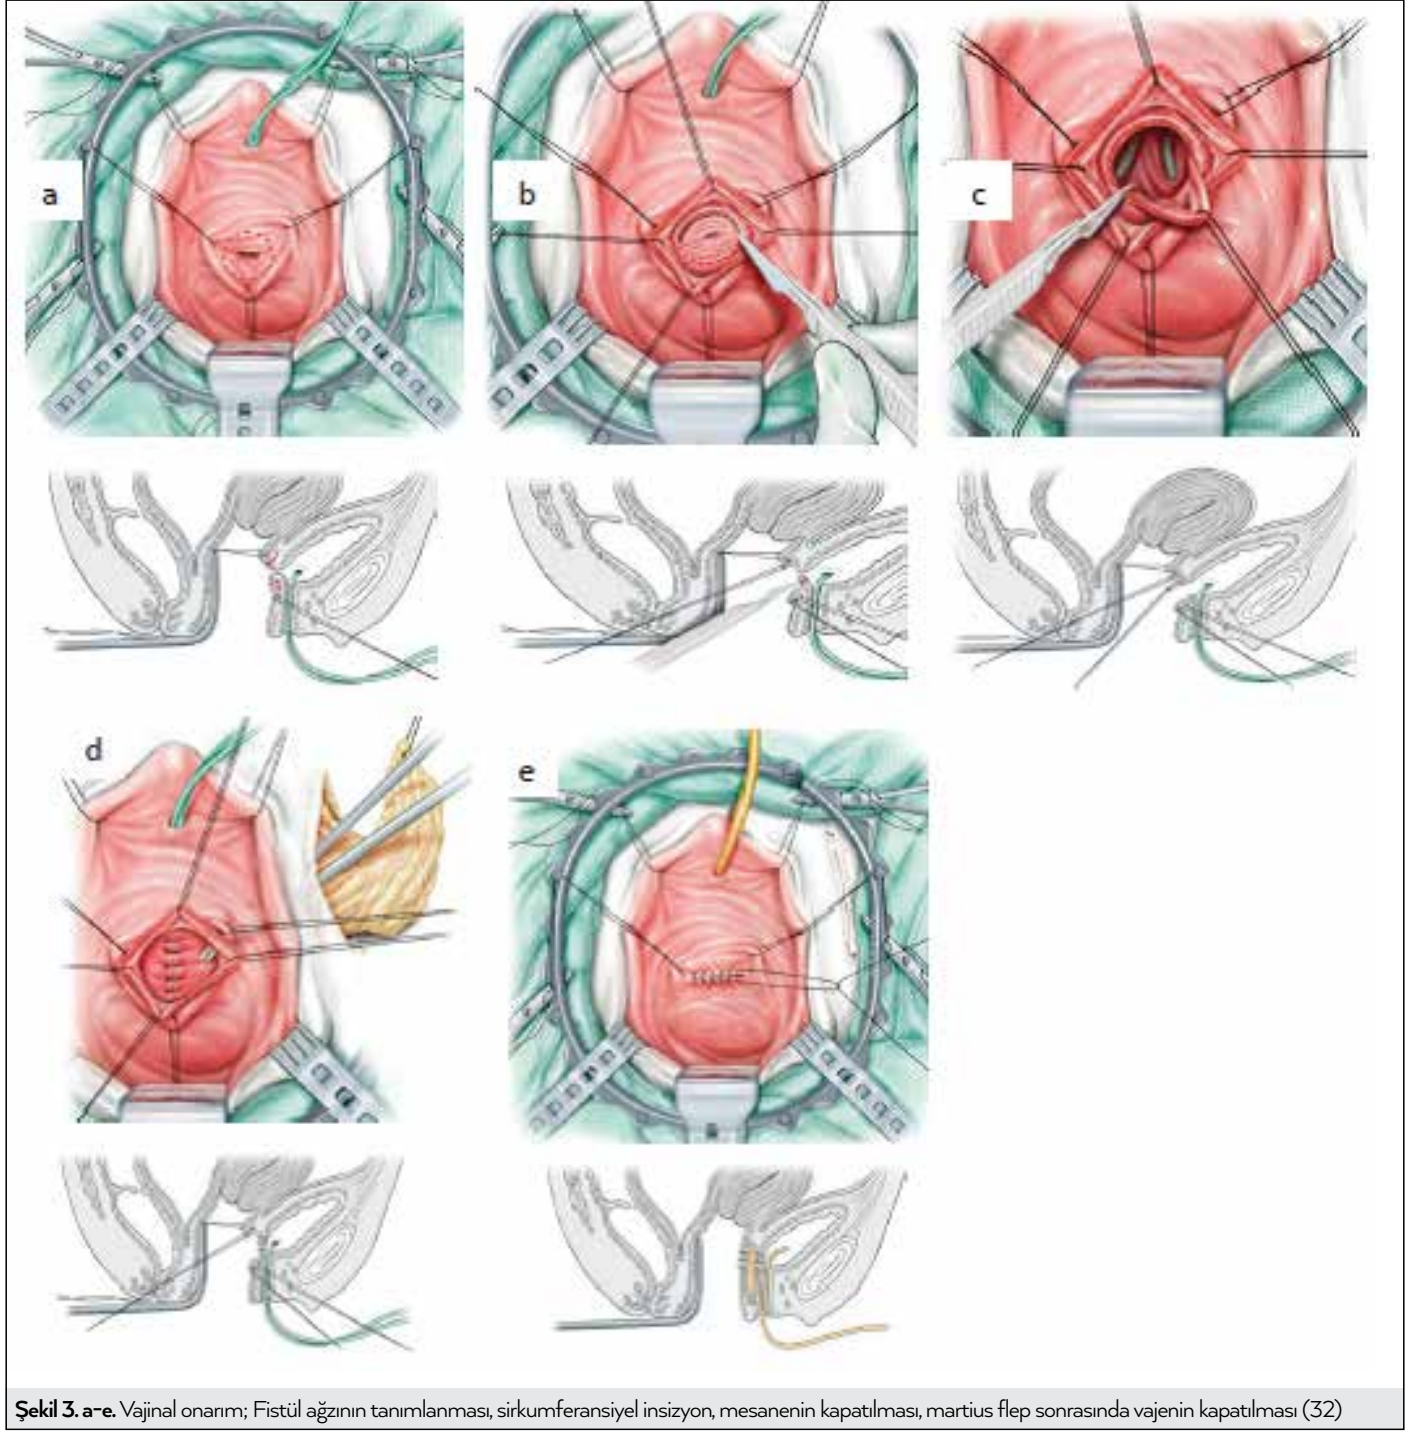 a
b
c
d
e
Şekil 3. a-e. Vajinal onarım; Fistül ağzının tanımlanması, sirkumferansiyel insizyon, mesanenin kapatılması, martius flep sonrasında vajenin kapatılması (32)